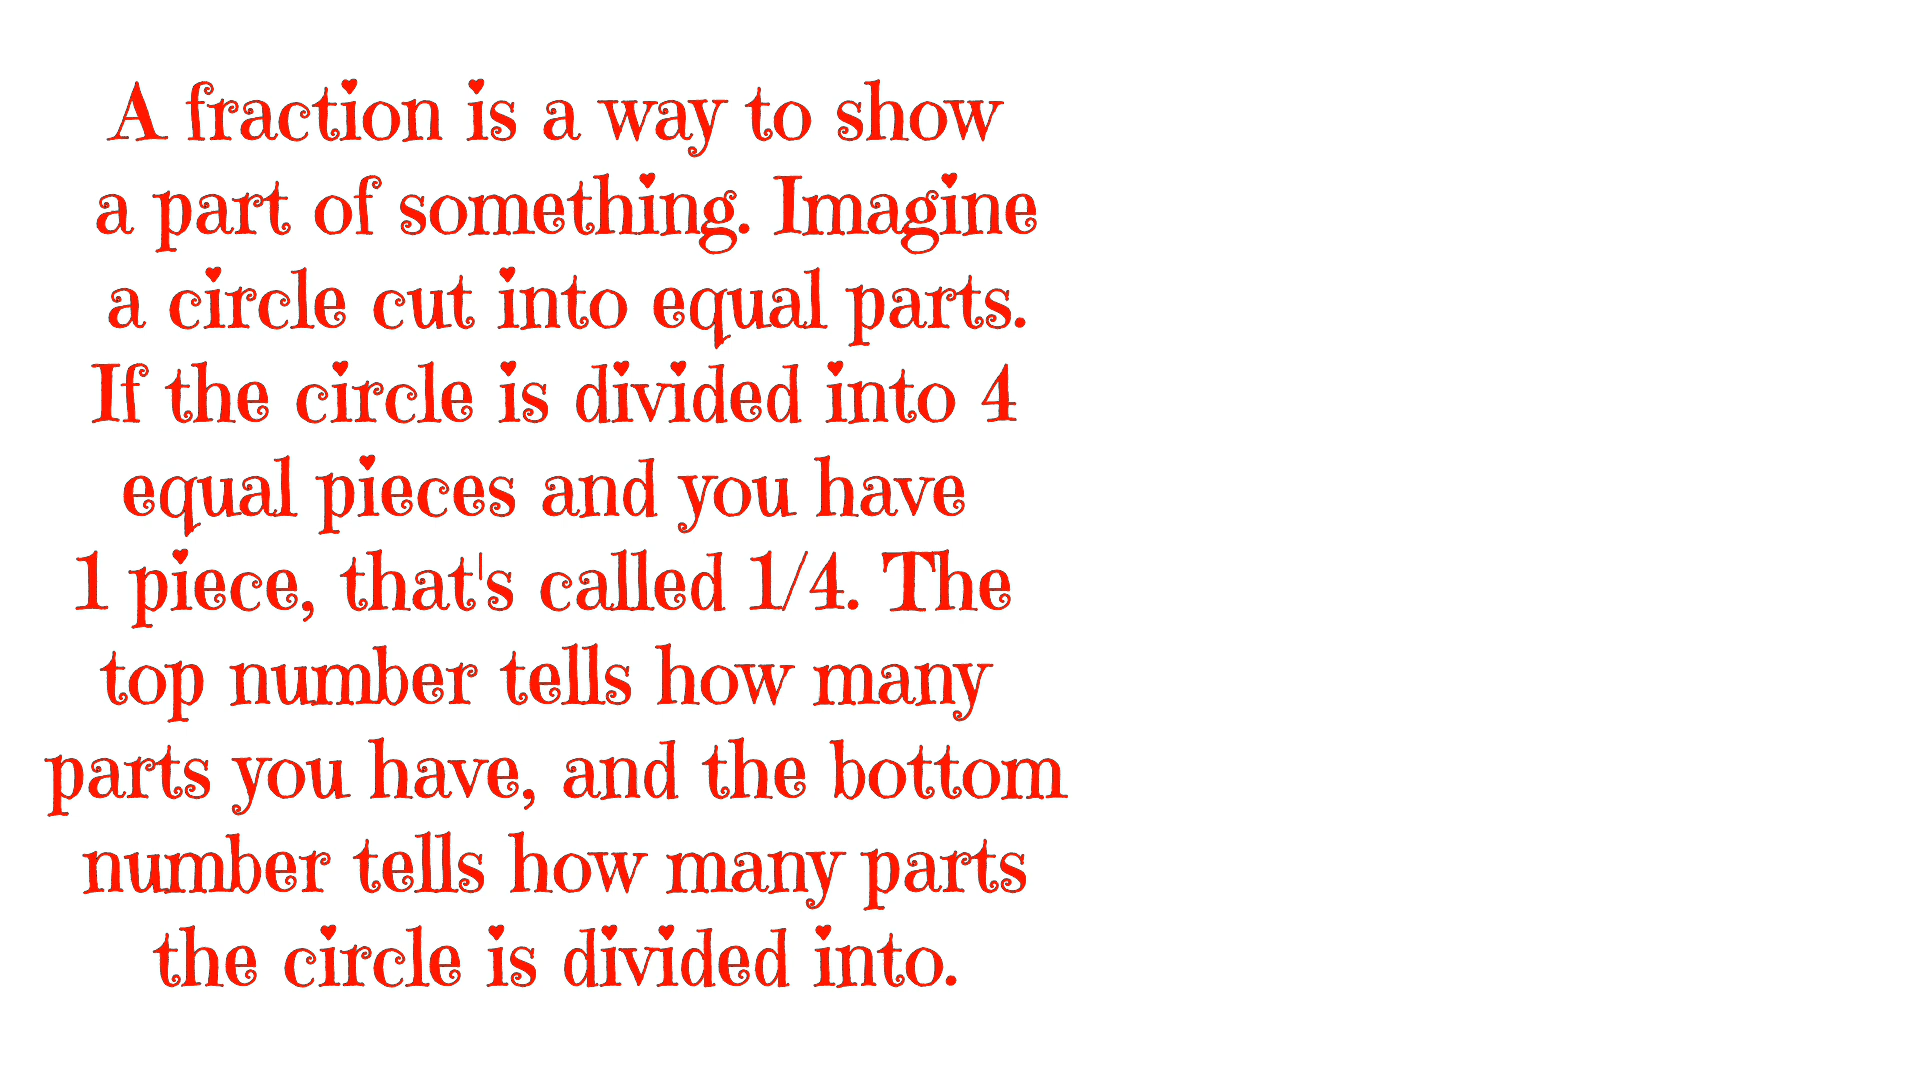 A fraction is a way to show
a part of something. Imagine
a circle cut into equal parts.
If the circle is divided into 4
equal pieces and you have
1 piece, that's called 1/4. The
top number tells how many
parts you have, and the bottom
number tells how many parts
the circle is divided into.